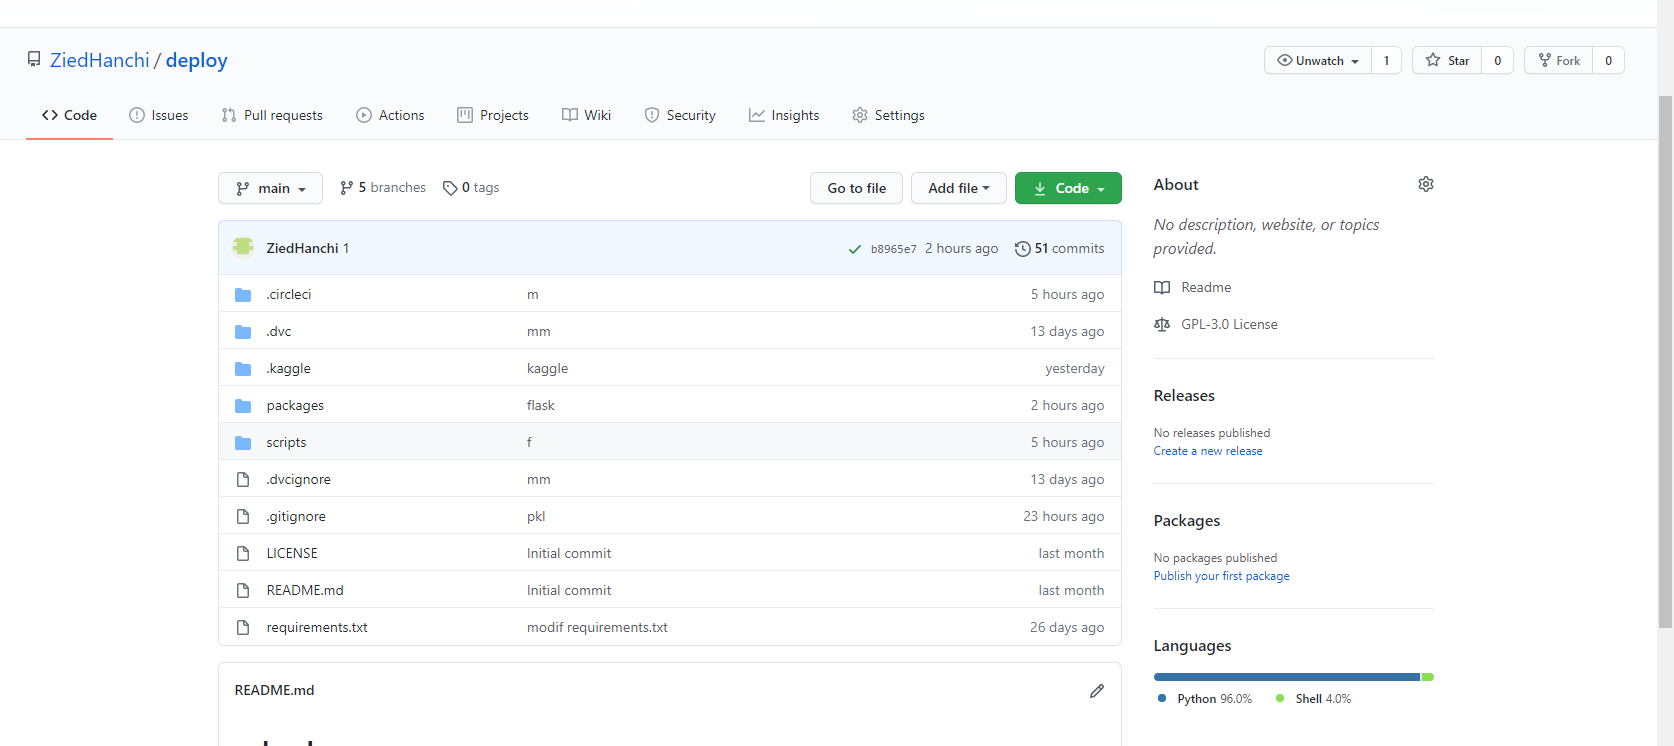 ZiedHanchi / deploy
Unwatch 1 Star 0 Fork 0
Code Issues Pull requests Actions Projects Wiki Security Insights Settings
main 5 branches 0 tags Go to file Add file Code
ZiedHanchi 1 b8965e7 2 hours ago 51 commits
.circleci m 5 hours ago
.dvc mm 13 days ago
.kaggle kaggle yesterday
packages flask 2 hours ago
scripts f 5 hours ago
.dvcignore mm 13 days ago
.gitignore pkl 23 hours ago
LICENSE Initial commit last month
README.md Initial commit last month
requirements.txt modif requirements.txt 26 days ago
README.md
About
No description, website, or topics
provided.
Readme
GPL-3.0 License
Releases
No releases published
Create a new release
Packages
No packages published
Publish your first package
Languages
Python 96.0% Shell 4.0%